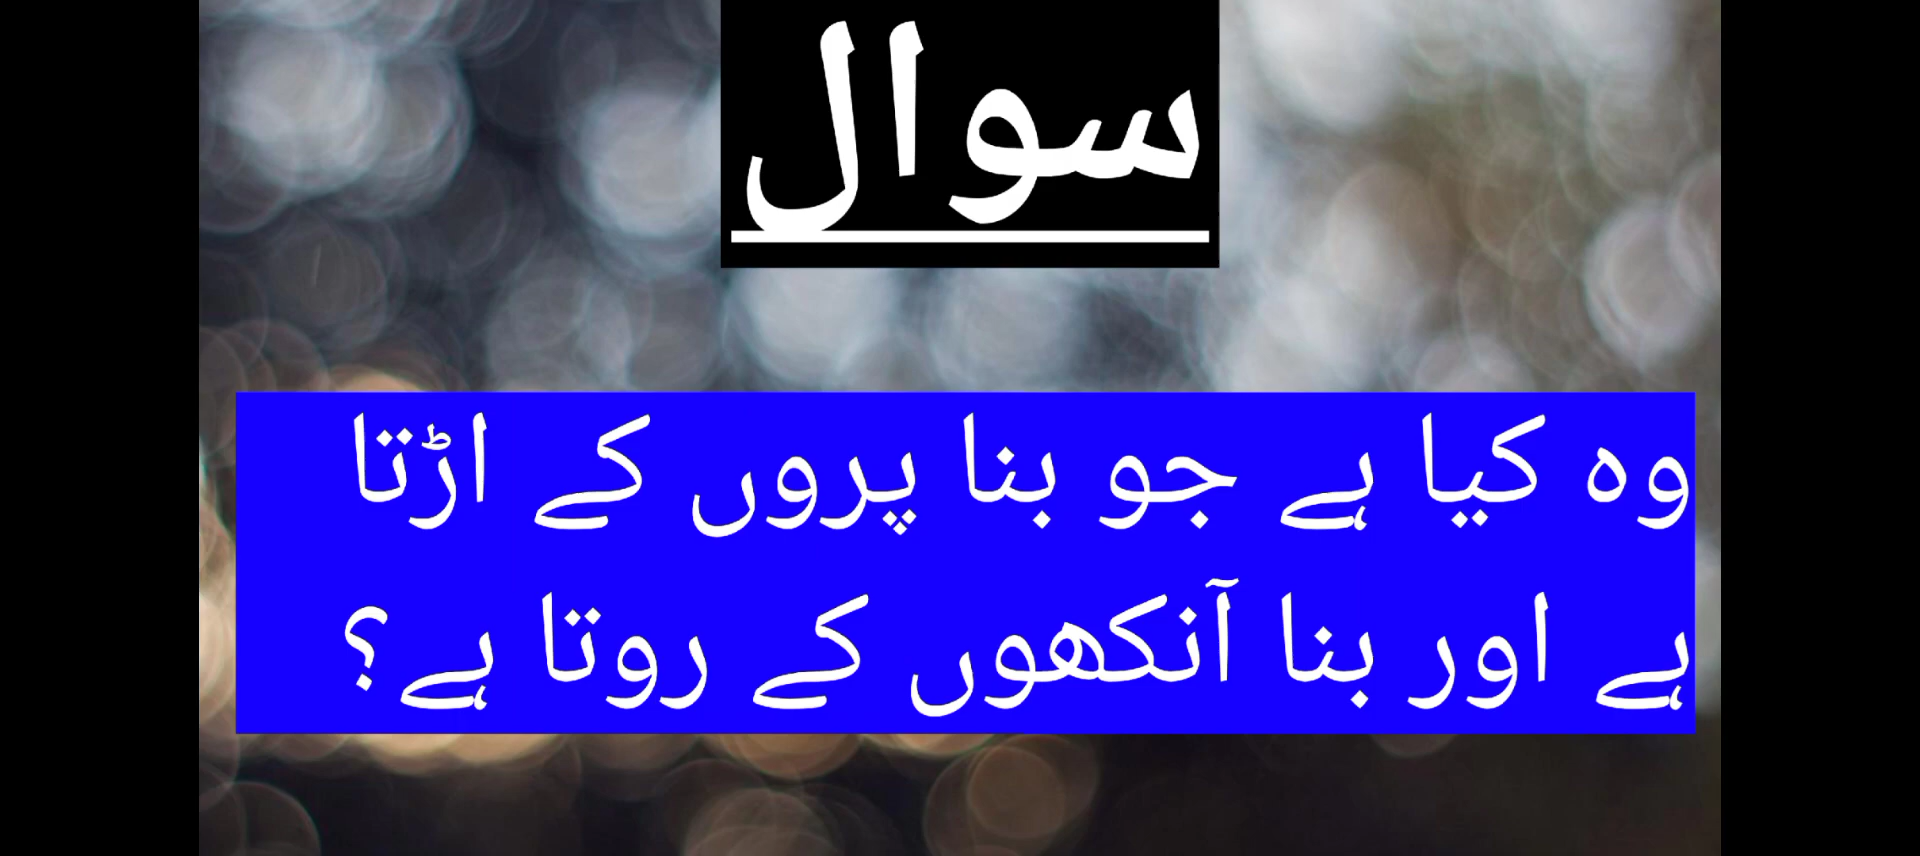 سوال
وہ کیا ہے جو بنا پروں کے اڑتا
ہے اور بنا آنکھوں کے روتا ہے؟